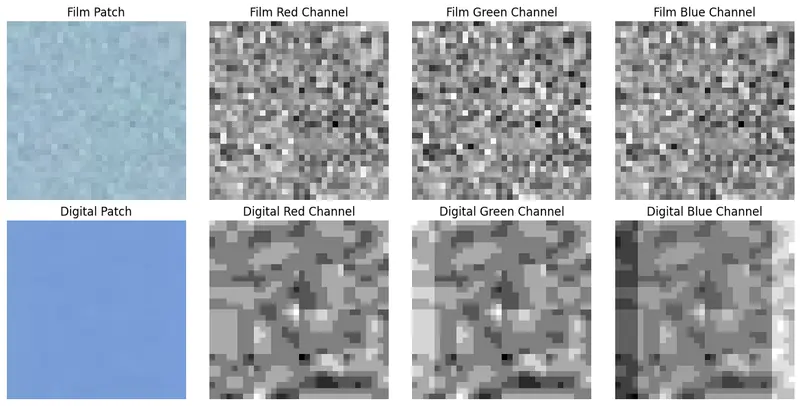 Film Patch
Film Red Channel
Film Green Channel
Film Blue Channel
Digital Patch
Digital Red Channel
Digital Green Channel
Digital Blue Channel